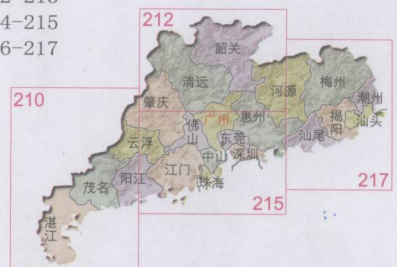 2-213
4-215
6-217
212
韶关
清远
河源
梅州
210
肇庆
潮州
广州
惠州
揭阳
汕头
云浮
佛山
东莞
汕尾
中山
深圳
217
茂名
阳江
江门
珠海
215
湛江